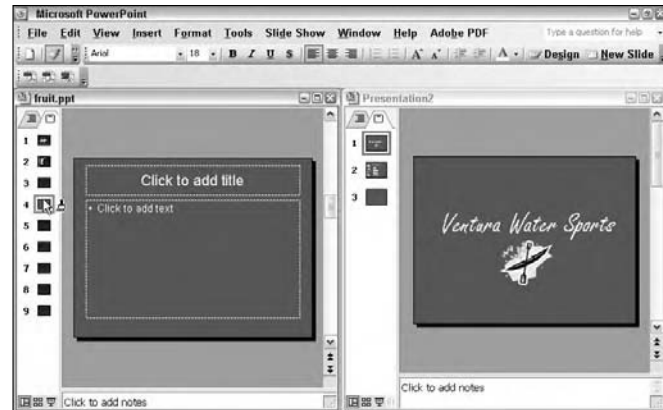 Microsoft PowerPoint
File Edit View Insert Format Tools Slide Show Window Help Adobe PDF Type a question for help
Arial 18 B I U S A A A Design New Slide
fruit.ppt
1
2
3
4
5
6
7
8
9
Click to add title
• Click to add text
Click to add notes
Presentation2
1
2
3
Ventura Water Sports
Click to add notes